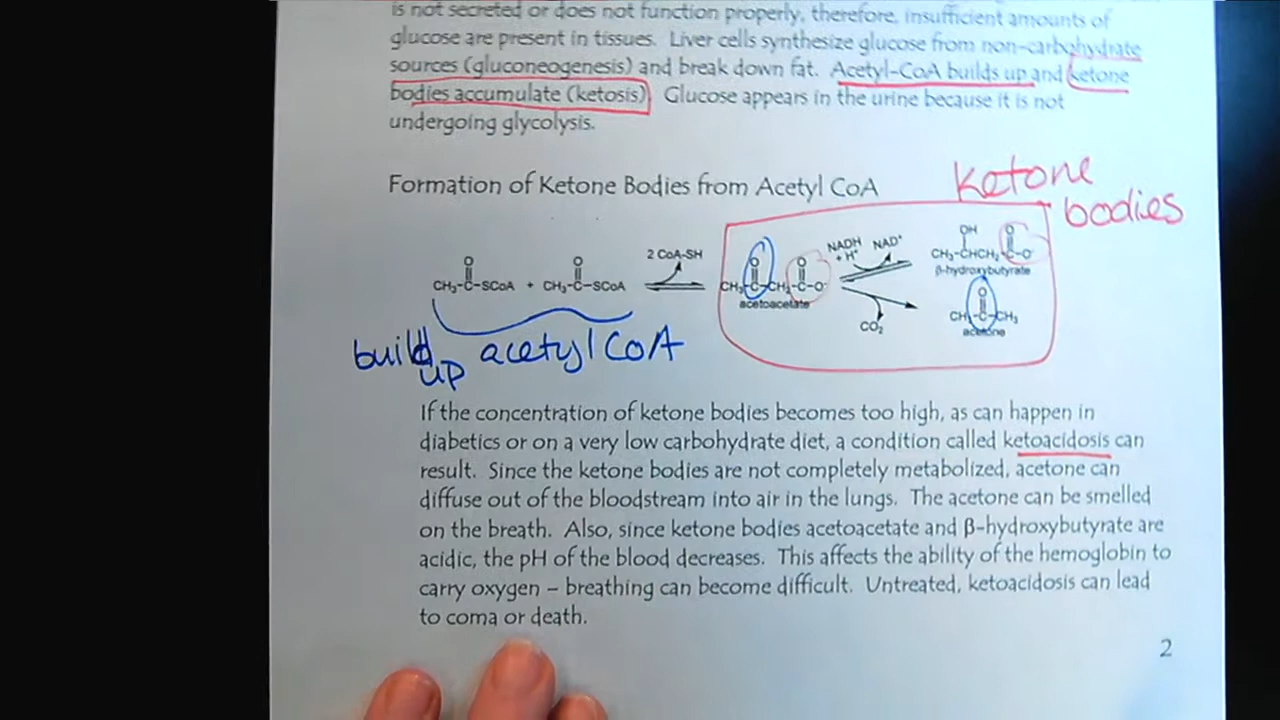 is not secreted or does not function properly, therefore, insufficient amounts of
glucose are present in tissues. Liver cells synthesize glucose from non-carbohydrate
sources (gluconeogenesis) and break down fat. Acetyl-CoA builds up and ketone
bodies accumulate (ketosis). Glucose appears in the urine because it is not
undergoing glycolysis.
Formation of Ketone Bodies from Acetyl CoA
Ketone
bodies
O O 2 CoA-SH O O NADH + H⁺ NAD⁺ OH O
CH₃-C-SCoA + CH₃-C-SCoA CH₃-C-CH₂-C-O⁻ CH₃-CHCH₂-C-O⁻
acetoacetate β-hydroxybutyrate
CO₂ O
CH₃-C-CH₃
acetone
build up acetyl CoA
If the concentration of ketone bodies becomes too high, as can happen in
diabetics or on a very low carbohydrate diet, a condition called ketoacidosis can
result. Since the ketone bodies are not completely metabolized, acetone can
diffuse out of the bloodstream into air in the lungs. The acetone can be smelled
on the breath. Also, since ketone bodies acetoacetate and β-hydroxybutyrate are
acidic, the pH of the blood decreases. This affects the ability of the hemoglobin to
carry oxygen – breathing can become difficult. Untreated, ketoacidosis can lead
to coma or death.
2